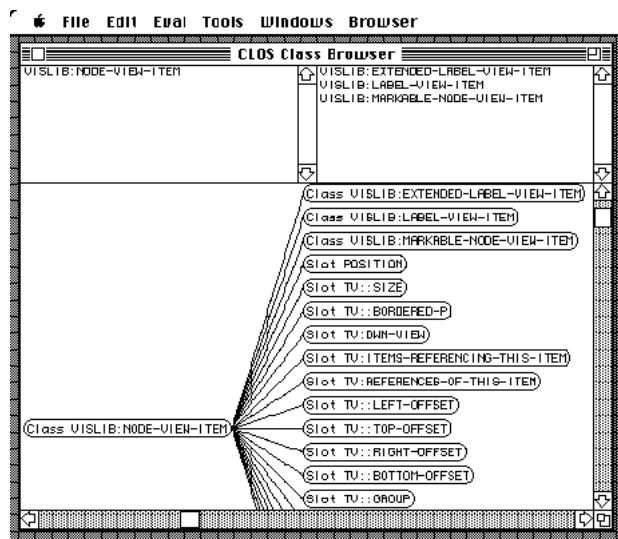 File Edit Eval Tools Windows Browser
CLOS Class Browser
VISLIB:NODE-VIEW-ITEM
VISLIB:EXTENDED-LABEL-VIEW-ITEM
VISLIB:LABEL-VIEW-ITEM
VISLIB:MARKABLE-NODE-VIEW-ITEM
Class VISLIB:EXTENDED-LABEL-VIEW-ITEM
Class VISLIB:LABEL-VIEW-ITEM
Class VISLIB:MARKABLE-NODE-VIEW-ITEM
Slot POSITION
Slot TV::SIZE
Slot TV::BORDERED-P
Slot TV:OWN-VIEW
Slot TV:ITEMS-REFERENCING-THIS-ITEM
Slot TV:REFERENCES-OF-THIS-ITEM
Slot TV::LEFT-OFFSET
Class VISLIB:NODE-VIEW-ITEM
Slot TV::TOP-OFFSET
Slot TV::RIGHT-OFFSET
Slot TV::BOTTOM-OFFSET
Slot TV::GROUP